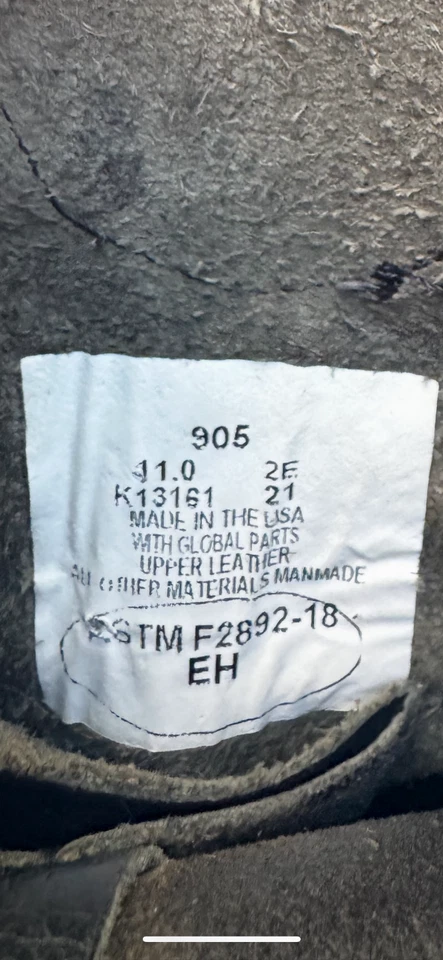 905
11.0 2E
K13161 21
MADE IN THE USA
WITH GLOBAL PARTS
UPPER LEATHER
ALL OTHER MATERIALS MANMADE
ASTM F2892-18
EH